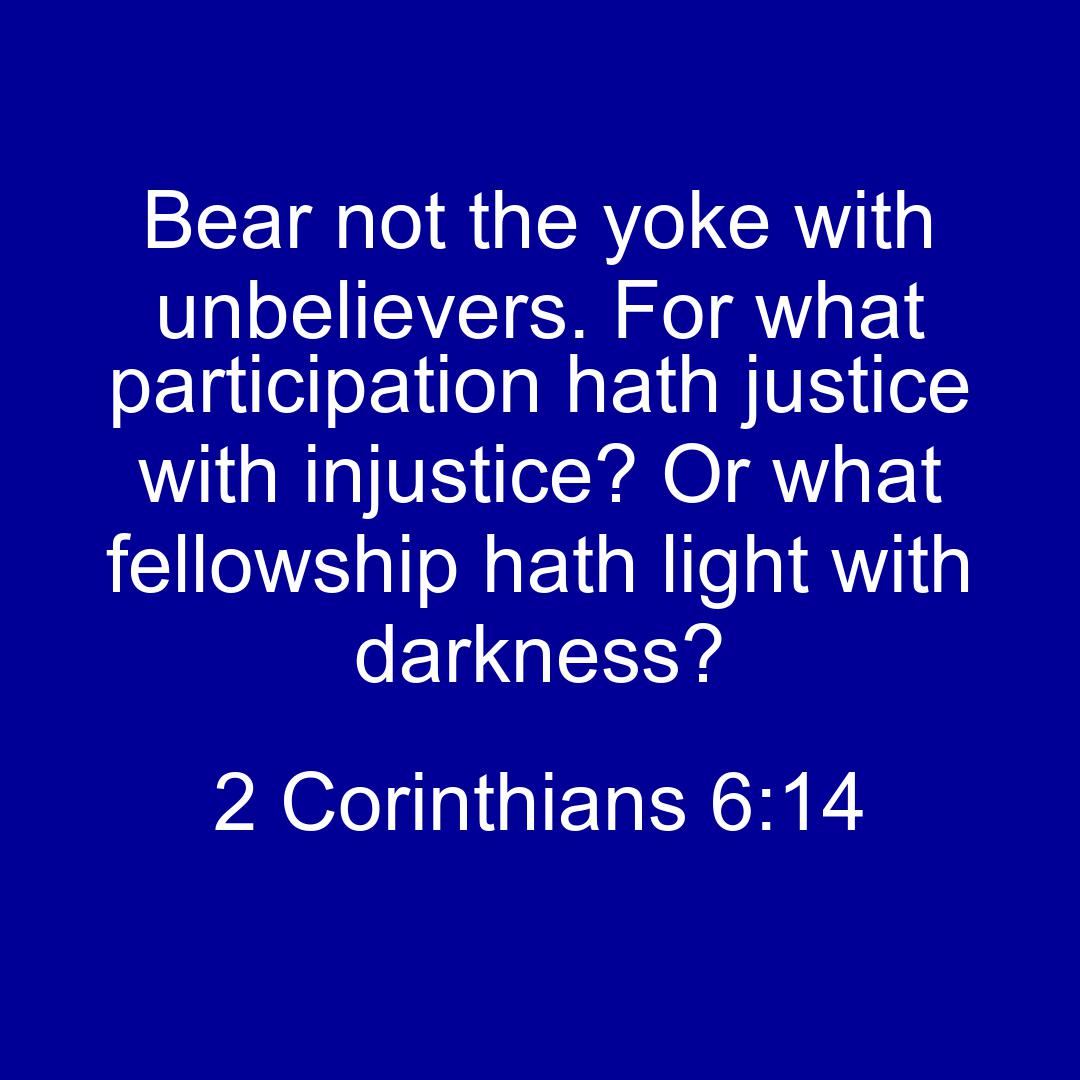 Bear not the yoke with
unbelievers. For what
participation hath justice
with injustice? Or what
fellowship hath light with
darkness?
2 Corinthians 6:14